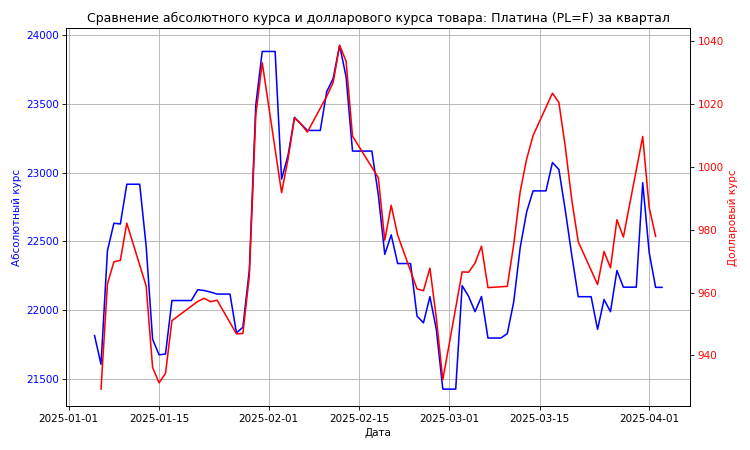 Сравнение абсолютного курса и долларового курса товара: Платина (PL=F) за квартал
24000
23500
23000
22500
22000
21500
Абсолютный курс
1040
1020
1000
980
960
940
Долларовый курс
2025-01-01 2025-01-15 2025-02-01 2025-02-15 2025-03-01 2025-03-15 2025-04-01
Дата